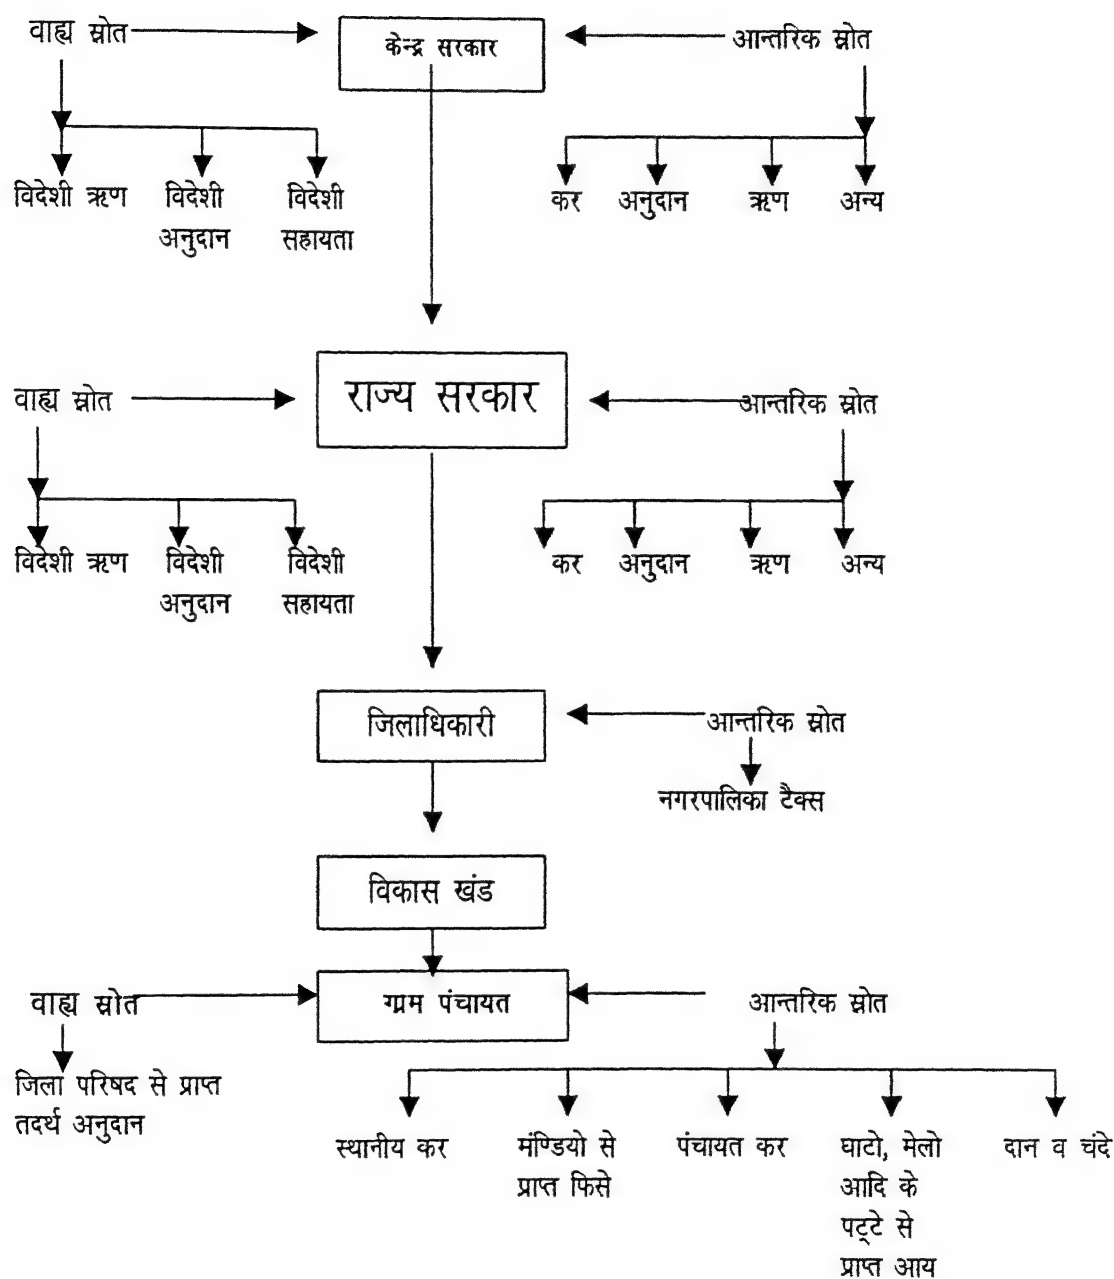 वाह्य स्रोत
केन्द्र सरकार
आन्तरिक स्रोत
विदेशी ऋण
विदेशी
अनुदान
विदेशी
सहायता
कर
अनुदान
ऋण
अन्य
राज्य सरकार
वाह्य स्रोत
आन्तरिक स्रोत
विदेशी ऋण
विदेशी
अनुदान
विदेशी
सहायता
कर
अनुदान
ऋण
अन्य
जिलाधिकारी
आन्तरिक स्रोत
नगरपालिका टैक्स
विकास खंड
वाह्य स्रोत
ग्राम पंचायत
आन्तरिक स्रोत
जिला परिषद से प्राप्त
तदर्थ अनुदान
स्थानीय कर
मंण्डियो से
प्राप्त फिसे
पंचायत कर
घाटो, मेलो
आदि के
पट्टे से
प्राप्त आय
दान व चंदे